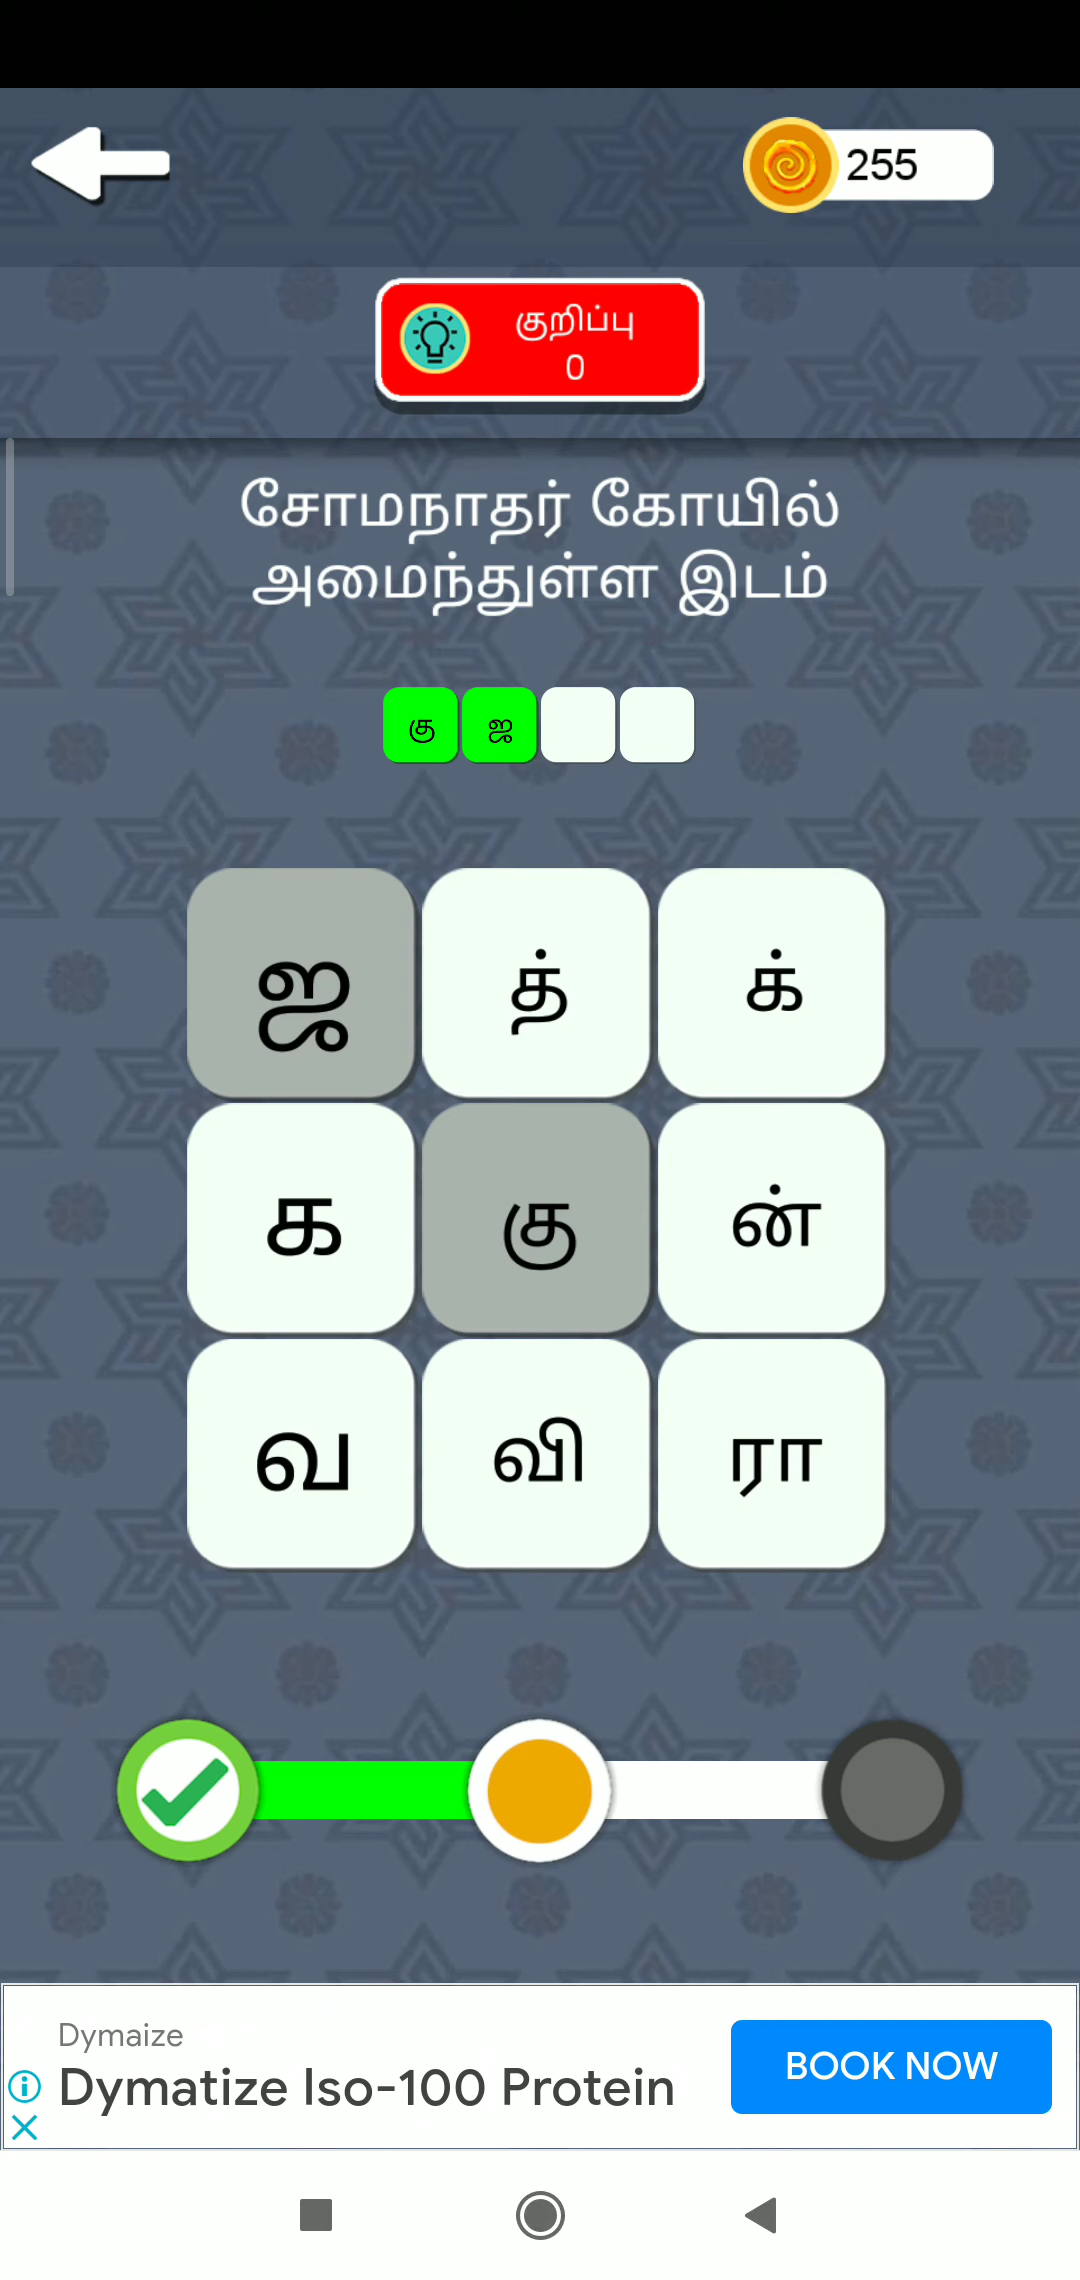 255
குறிப்பு
0
சோமநாதர் கோயில்
அமைந்துள்ள இடம்
கு ஜ
ஜ த் க்
க கு ன்
வ வி ரா
Dymaize
Dymatize Iso-100 Protein
BOOK NOW